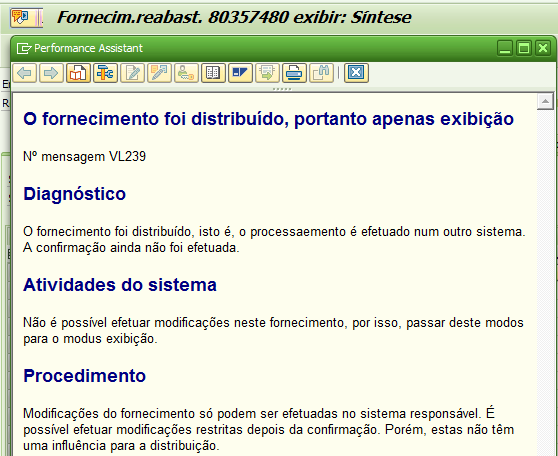 Fornecim.reabast. 80357480 exibir: Síntese
Performance Assistant
O fornecimento foi distribuído, portanto apenas exibição
Nº mensagem VL239
Diagnóstico
O fornecimento foi distribuído, isto é, o processaemento é efetuado num outro sistema.
A confirmação ainda não foi efetuada.
Atividades do sistema
Não é possível efetuar modificações neste fornecimento, por isso, passar deste modos
para o modus exibição.
Procedimento
Modificações do fornecimento só podem ser efetuadas no sistema responsável. É
possível efetuar modificações restritas depois da confirmação. Porém, estas não têm
uma influência para a distribuição.